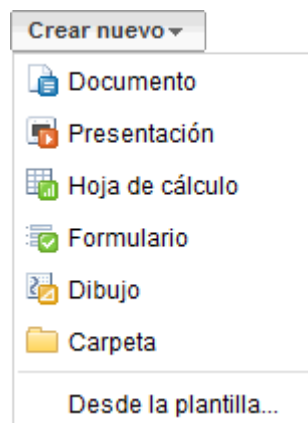 Crear nuevo
Documento
Presentación
Hoja de cálculo
Formulario
Dibujo
Carpeta
Desde la plantilla...